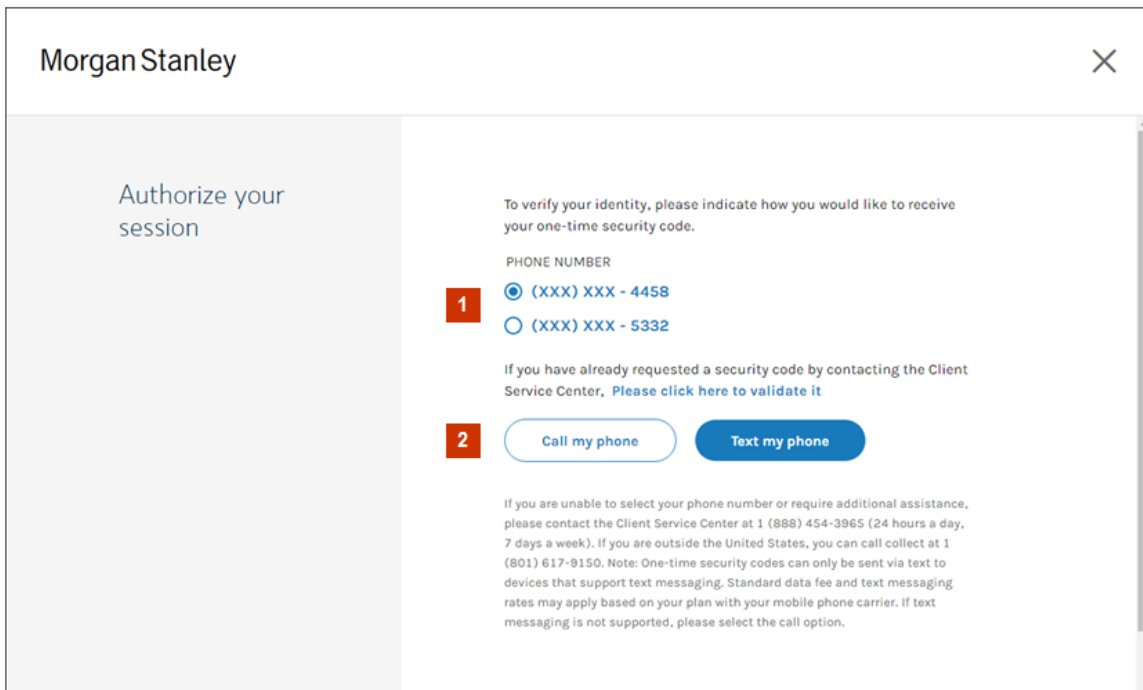 Morgan Stanley
Authorize your
session
To verify your identity, please indicate how you would like to receive
your one-time security code.
PHONE NUMBER
1
(XXX) XXX - 4458
(XXX) XXX - 5332
If you have already requested a security code by contacting the Client
Service Center, Please click here to validate it
2
Call my phone
Text my phone
If you are unable to select your phone number or require additional assistance,
please contact the Client Service Center at 1 (888) 454-3965 (24 hours a day,
7 days a week). If you are outside the United States, you can call collect at 1
(801) 617-9150. Note: One-time security codes can only be sent via text to
devices that support text messaging. Standard data fee and text messaging
rates may apply based on your plan with your mobile phone carrier. If text
messaging is not supported, please select the call option.